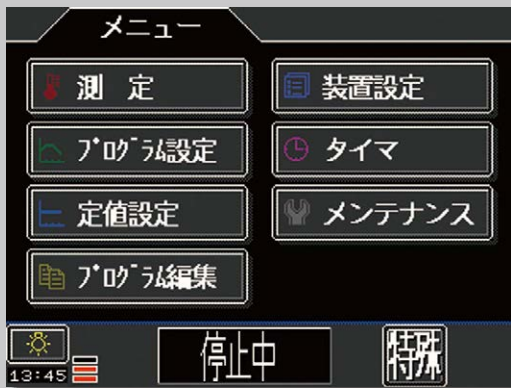 メニュー
測 定
プログラム設定
定値設定
プログラム編集
装置設定
タイマ
メンテナンス
13:45
停止中
特殊